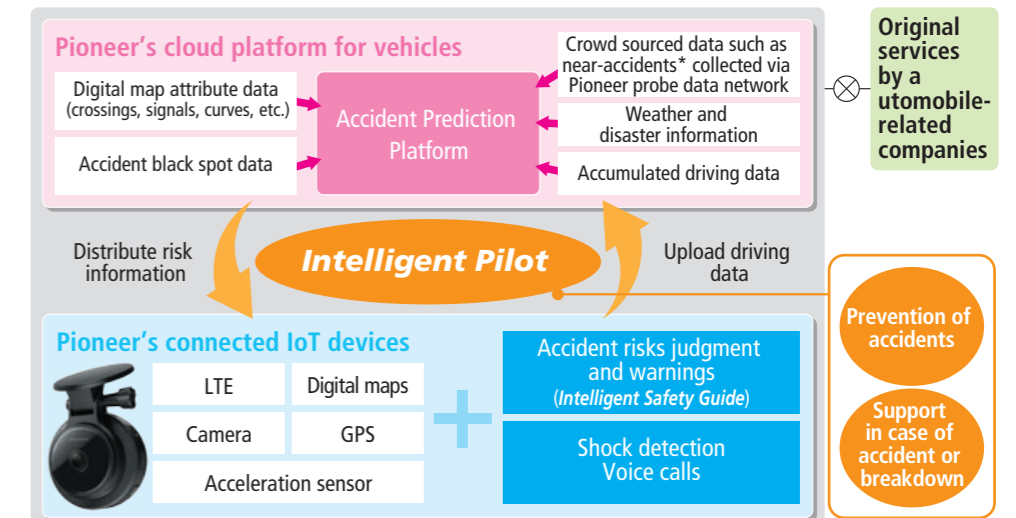 Pioneer's cloud platform for vehicles
Digital map attribute data
(crossings, signals, curves, etc.)
Accident black spot data
Accident Prediction
Platform
Crowd sourced data such as
near-accidents* collected via
Pioneer probe data network
Weather and
disaster information
Accumulated driving data
Original
services
by a
utomobile-
related
companies
Distribute risk
information
Intelligent Pilot
Upload driving
data
Pioneer's connected IoT devices
LTE
Digital maps
Camera
GPS
Acceleration sensor
Accident risks judgment
and warnings
(Intelligent Safety Guide)
Shock detection
Voice calls
Prevention of
accidents
Support
in case of
accident or
breakdown